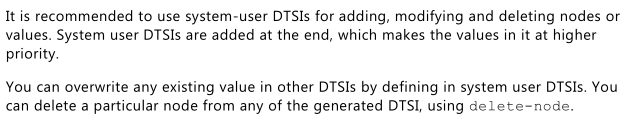 It is recommended to use system-user DTSIs for adding, modifying and deleting nodes or
values. System user DTSIs are added at the end, which makes the values in it at higher
priority.
You can overwrite any existing value in other DTSIs by defining in system user DTSIs. You
can delete a particular node from any of the generated DTSI, using delete-node.